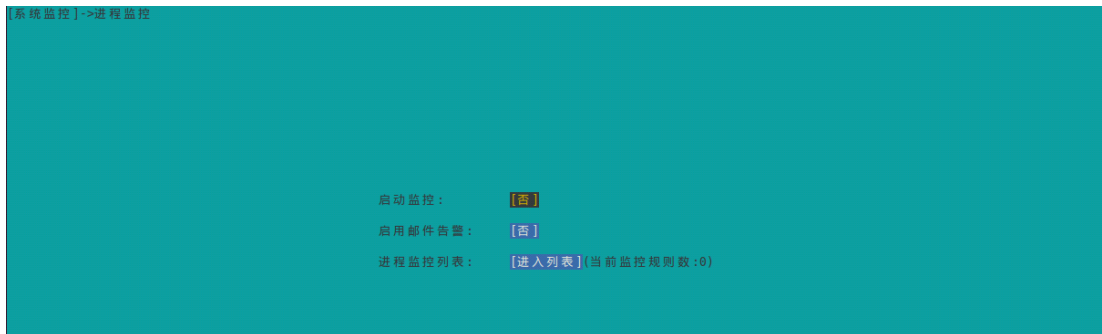 [系统监控]->进程监控
启动监控: [否]
启用邮件告警: [否]
进程监控列表: [进入列表](当前监控规则数:0)